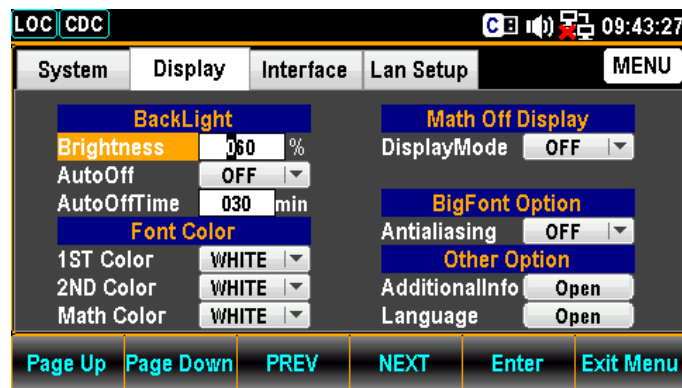 LOC CDC C 09:43:27
System Display Interface Lan Setup MENU
BackLight
Brightness 060 %
AutoOff OFF
AutoOffTime 030 min
Font Color
1ST Color WHITE
2ND Color WHITE
Math Color WHITE
Math Off Display
DisplayMode OFF
BigFont Option
Antialiasing OFF
Other Option
AdditionalInfo Open
Language Open
Page Up Page Down PREV NEXT Enter Exit Menu